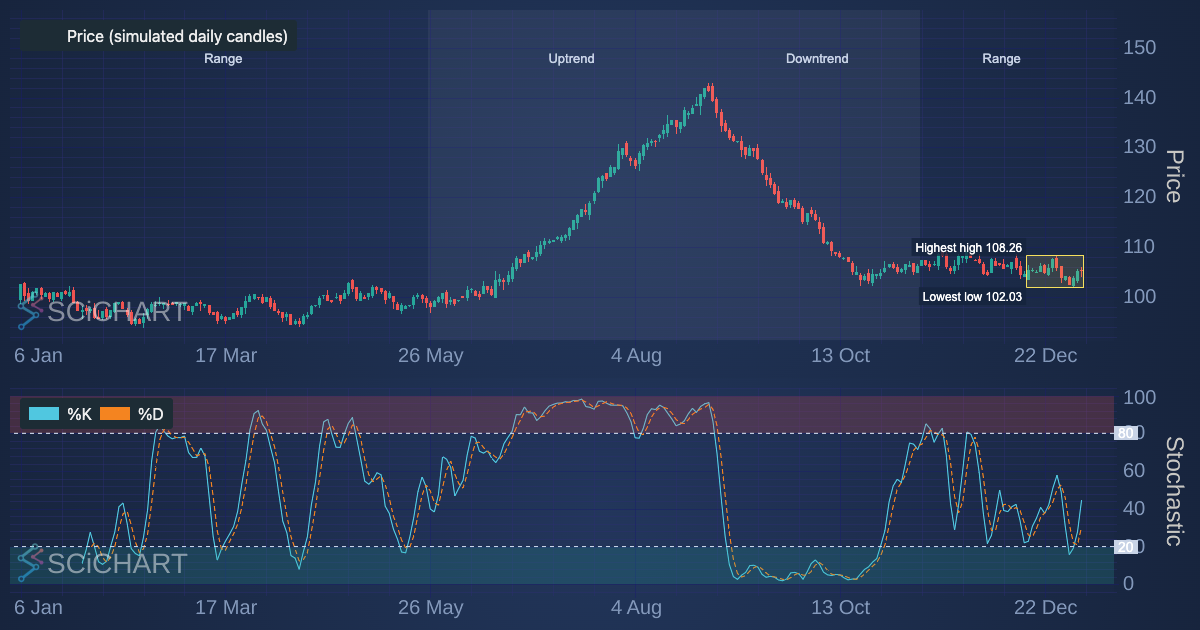 Price (simulated daily candles)
Range
Uptrend
Downtrend
Range
150
140
130
120
110
100
Price
Highest high 108.26
Lowest low 102.03
SCiCHART
6 Jan
17 Mar
26 May
4 Aug
13 Oct
22 Dec
%K
%D
100
80
60
40
20
0
Stochastic
SCiCHART
6 Jan
17 Mar
26 May
4 Aug
13 Oct
22 Dec